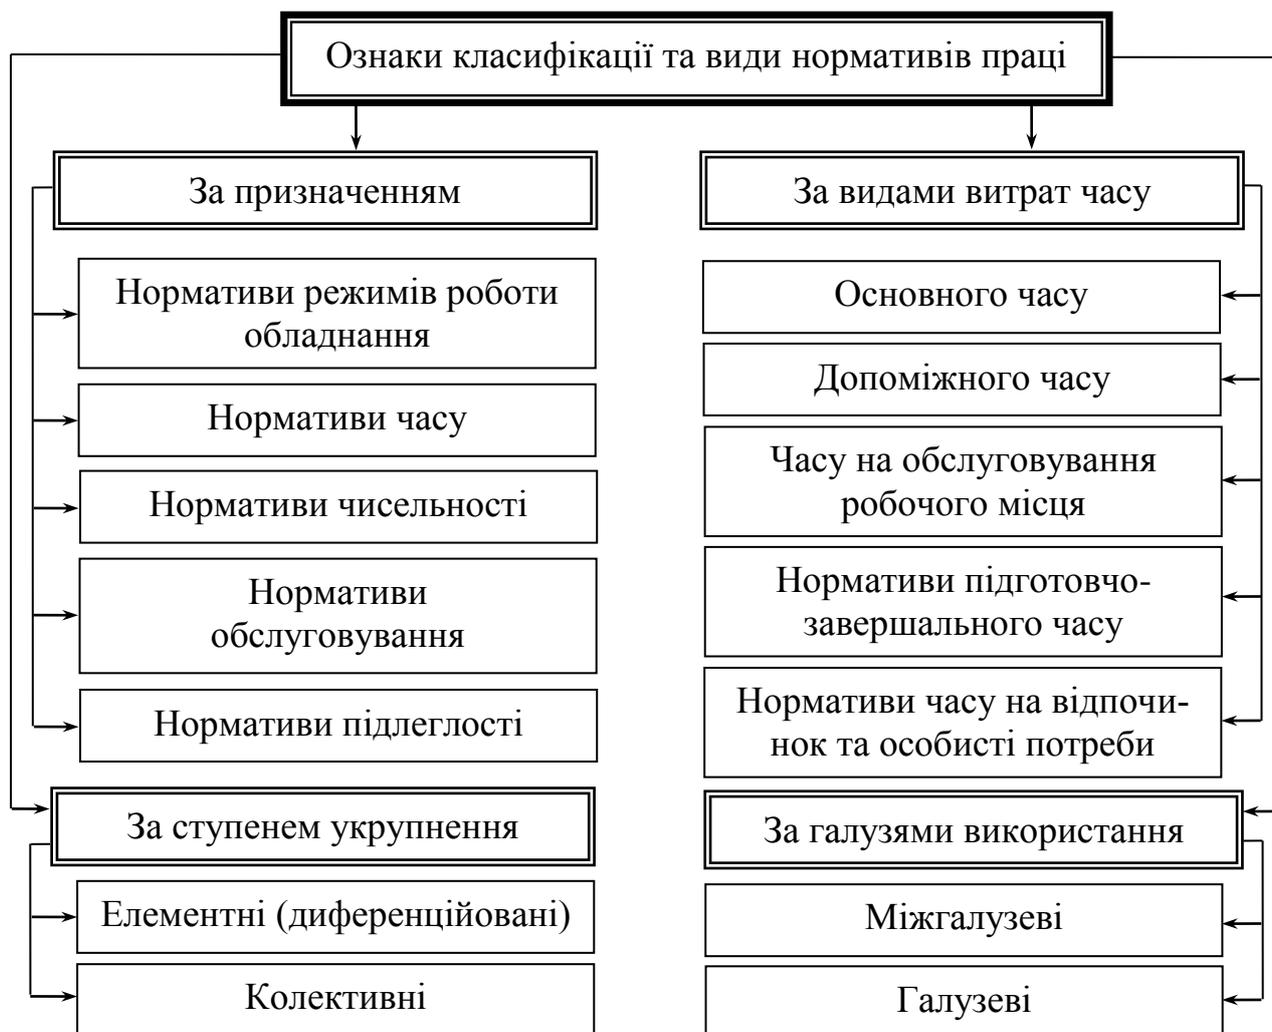 Ознаки класифікації та види нормативів праці
За призначенням
Нормативи режимів роботи
обладнання
Нормативи часу
Нормативи чисельності
Нормативи
обслуговування
Нормативи підлеглості
За видами витрат часу
Основного часу
Допоміжного часу
Часу на обслуговування
робочого місця
Нормативи підготовчо-
завершального часу
Нормативи часу на відпочи-
нок та особисті потреби
За ступенем укрупнення
Елементні (диференційовані)
Колективні
За галузями використання
Міжгалузеві
Галузеві